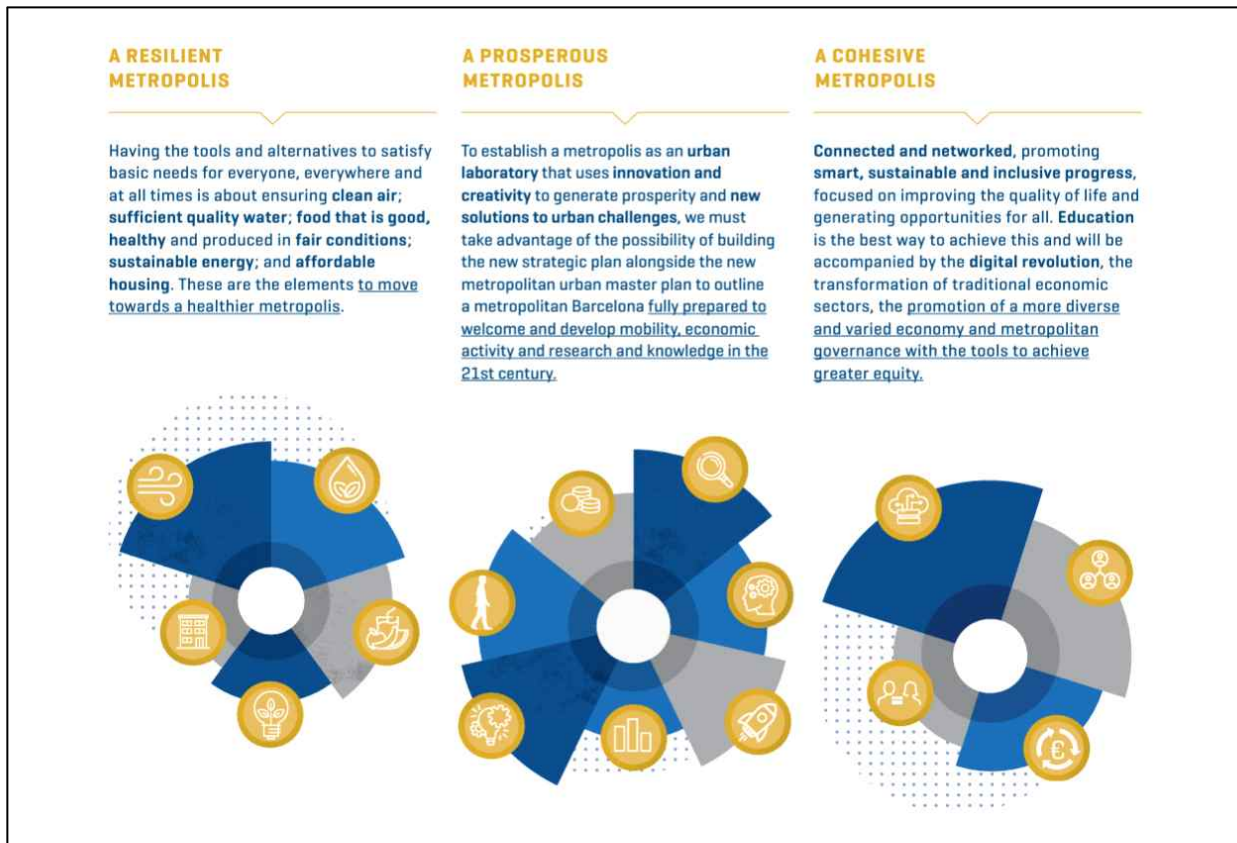 A RESILIENT
METROPOLIS
Having the tools and alternatives to satisfy
basic needs for everyone, everywhere and
at all times is about ensuring clean air;
sufficient quality water; food that is good,
healthy and produced in fair conditions;
sustainable energy; and affordable
housing. These are the elements to move
towards a healthier metropolis.
A PROSPEROUS
METROPOLIS
To establish a metropolis as an urban
laboratory that uses innovation and
creativity to generate prosperity and new
solutions to urban challenges, we must
take advantage of the possibility of building
the new strategic plan alongside the new
metropolitan urban master plan to outline
a metropolitan Barcelona fully prepared to
welcome and develop mobility, economic
activity and research and knowledge in the
21st century.
A COHESIVE
METROPOLIS
Connected and networked, promoting
smart, sustainable and inclusive progress,
focused on improving the quality of life and
generating opportunities for all. Education
is the best way to achieve this and will be
accompanied by the digital revolution, the
transformation of traditional economic
sectors, the promotion of a more diverse
and varied economy and metropolitan
governance with the tools to achieve
greater equity.
€